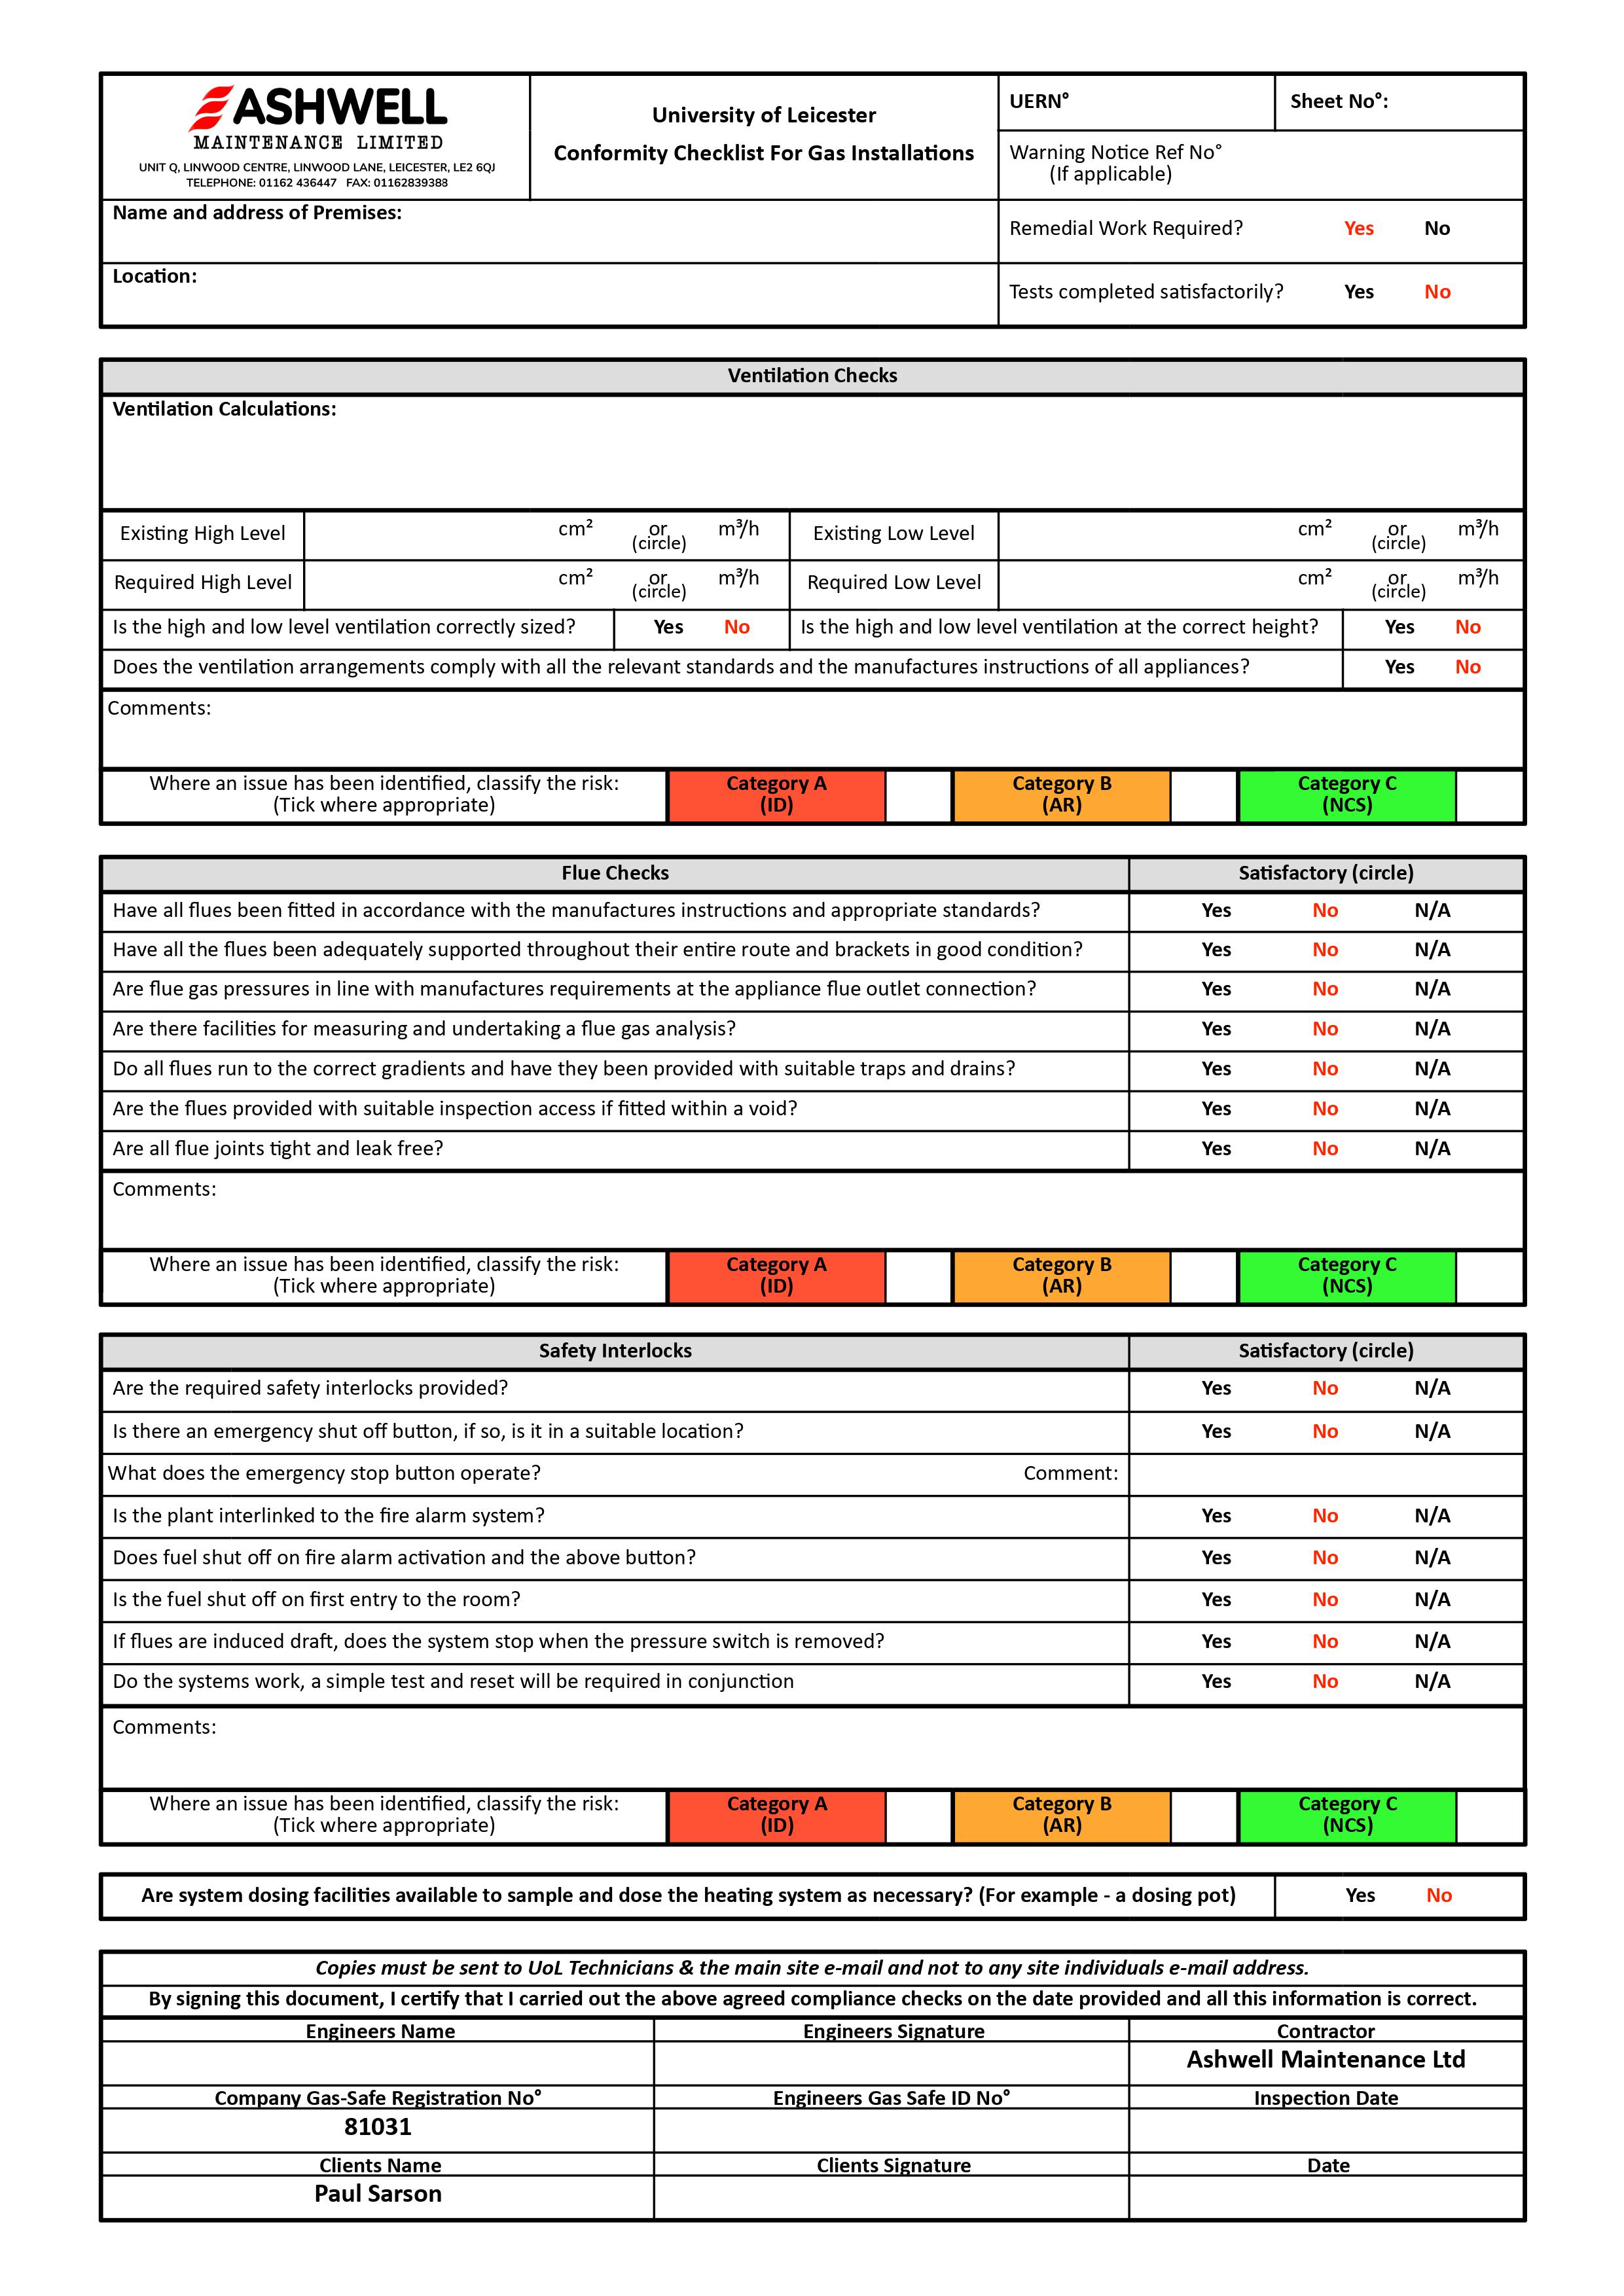 ASHWELL
MAINTENANCE LIMITED
UNIT Q, LINWOOD CENTRE, LINWOOD LANE, LEICESTER, LE2 6QJ
TELEPHONE: 01162 436447 FAX: 01162839388
University of Leicester
Conformity Checklist For Gas Installations
UERN° Sheet No°:
Warning Notice Ref No°
(If applicable)
Name and address of Premises:
Remedial Work Required? Yes No
Location:
Tests completed satisfactorily? Yes No
Ventilation Checks
Ventilation Calculations:
Existing High Level cm² or (circle) m³/h Existing Low Level cm² or (circle) m³/h
Required High Level cm² or (circle) m³/h Required Low Level cm² or (circle) m³/h
Is the high and low level ventilation correctly sized? Yes No Is the high and low level ventilation at the correct height? Yes No
Does the ventilation arrangements comply with all the relevant standards and the manufactures instructions of all appliances? Yes No
Comments:
Where an issue has been identified, classify the risk: Category A Category B Category C
(Tick where appropriate) (ID) (AR) (NCS)
Flue Checks Satisfactory (circle)
Have all flues been fitted in accordance with the manufactures instructions and appropriate standards? Yes No N/A
Have all the flues been adequately supported throughout their entire route and brackets in good condition? Yes No N/A
Are flue gas pressures in line with manufactures requirements at the appliance flue outlet connection? Yes No N/A
Are there facilities for measuring and undertaking a flue gas analysis? Yes No N/A
Do all flues run to the correct gradients and have they been provided with suitable traps and drains? Yes No N/A
Are the flues provided with suitable inspection access if fitted within a void? Yes No N/A
Are all flue joints tight and leak free? Yes No N/A
Comments:
Where an issue has been identified, classify the risk: Category A Category B Category C
(Tick where appropriate) (ID) (AR) (NCS)
Safety Interlocks Satisfactory (circle)
Are the required safety interlocks provided? Yes No N/A
Is there an emergency shut off button, if so, is it in a suitable location? Yes No N/A
What does the emergency stop button operate? Comment:
Is the plant interlinked to the fire alarm system? Yes No N/A
Does fuel shut off on fire alarm activation and the above button? Yes No N/A
Is the fuel shut off on first entry to the room? Yes No N/A
If flues are induced draft, does the system stop when the pressure switch is removed? Yes No N/A
Do the systems work, a simple test and reset will be required in conjunction Yes No N/A
Comments:
Where an issue has been identified, classify the risk: Category A Category B Category C
(Tick where appropriate) (ID) (AR) (NCS)
Are system dosing facilities available to sample and dose the heating system as necessary? (For example - a dosing pot) Yes No
Copies must be sent to UoL Technicians & the main site e-mail and not to any site individuals e-mail address.
By signing this document, I certify that I carried out the above agreed compliance checks on the date provided and all this information is correct.
Engineers Name Engineers Signature Contractor
Ashwell Maintenance Ltd
Company Gas-Safe Registration No° Engineers Gas Safe ID No° Inspection Date
81031
Clients Name Clients Signature Date
Paul Sarson